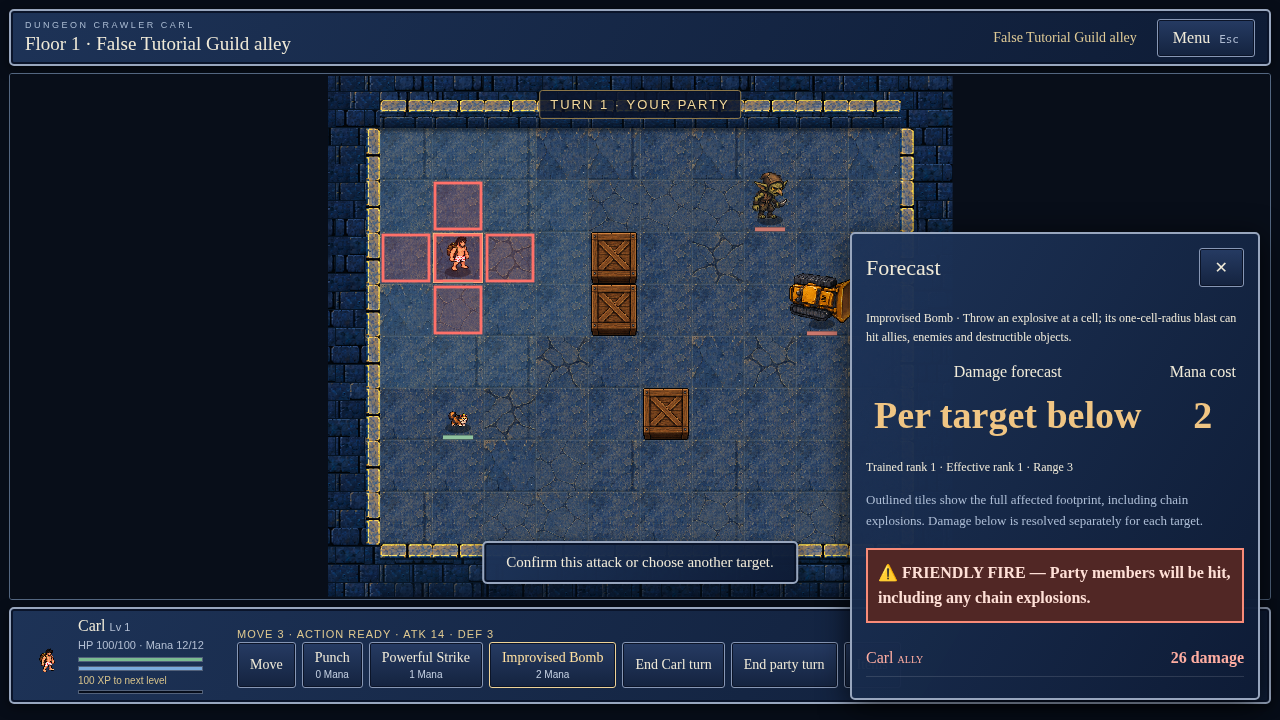 DUNGEON CRAWLER CARL
Floor 1 · False Tutorial Guild alley
False Tutorial Guild alley
Menu Esc
TURN 1 · YOUR PARTY
Forecast
×
Improvised Bomb · Throw an explosive at a cell; its one-cell-radius blast can
hit allies, enemies and destructible objects.
Damage forecast
Mana cost
Per target below
2
Trained rank 1 · Effective rank 1 · Range 3
Outlined tiles show the full affected footprint, including chain
explosions. Damage below is resolved separately for each target.
⚠️ FRIENDLY FIRE — Party members will be hit,
including any chain explosions.
Carl ALLY
26 damage
Confirm this attack or choose another target.
Carl Lv 1
HP 100/100 · Mana 12/12
100 XP to next level
MOVE 3 · ACTION READY · ATK 14 · DEF 3
Move
Punch
0 Mana
Powerful Strike
1 Mana
Improvised Bomb
2 Mana
End Carl turn
End party turn